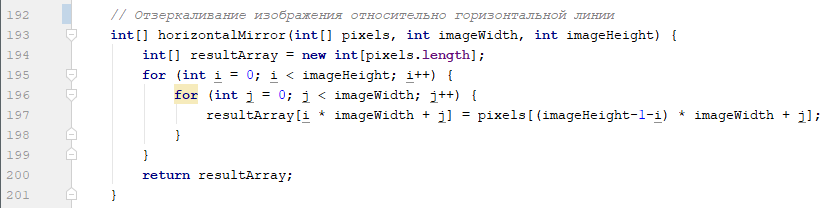 192 // Отзеркаливание изображения относительно горизонтальной линии
193 int[] horizontalMirror(int[] pixels, int imageWidth, int imageHeight) {
194 int[] resultArray = new int[pixels.length];
195 for (int i = 0; i < imageHeight; i++) {
196 for (int j = 0; j < imageWidth; j++) {
197 resultArray[i * imageWidth + j] = pixels[(imageHeight-1-i) * imageWidth + j];
198 }
199 }
200 return resultArray;
201 }